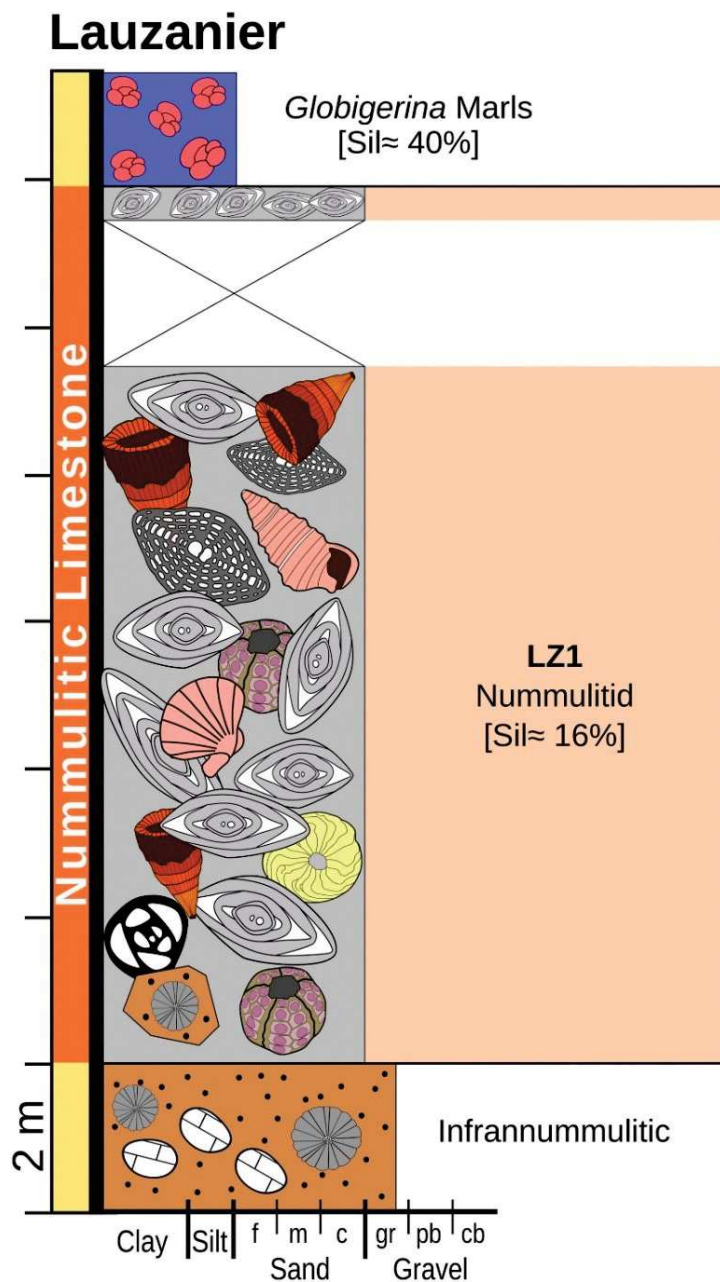 Lauzanier
Globigerina Marls
[Sil≈ 40%]
Nummulitic Limestone
LZ1
Nummulitid
[Sil≈ 16%]
Infrannummulitic
2 m
Clay Silt f m c gr pb cb
Sand Gravel